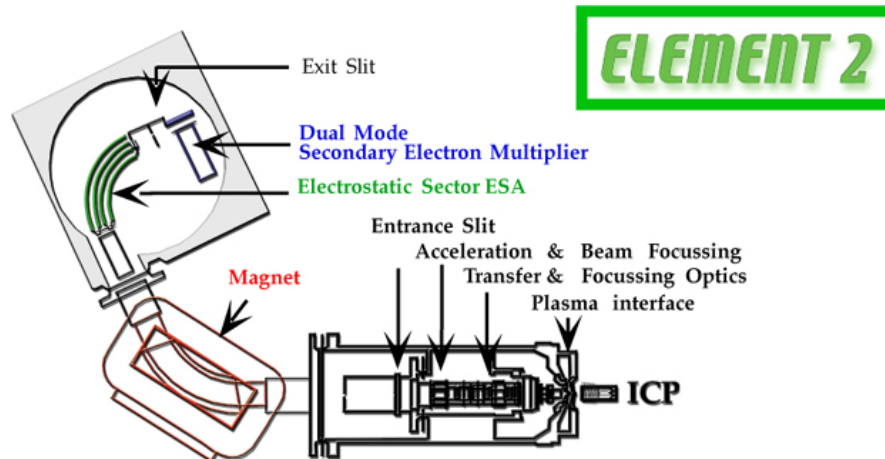 ELEMENT 2
Exit Slit
Dual Mode
Secondary Electron Multiplier
Electrostatic Sector ESA
Entrance Slit
Acceleration & Beam Focussing
Transfer & Focussing Optics
Magnet
Plasma interface
ICP